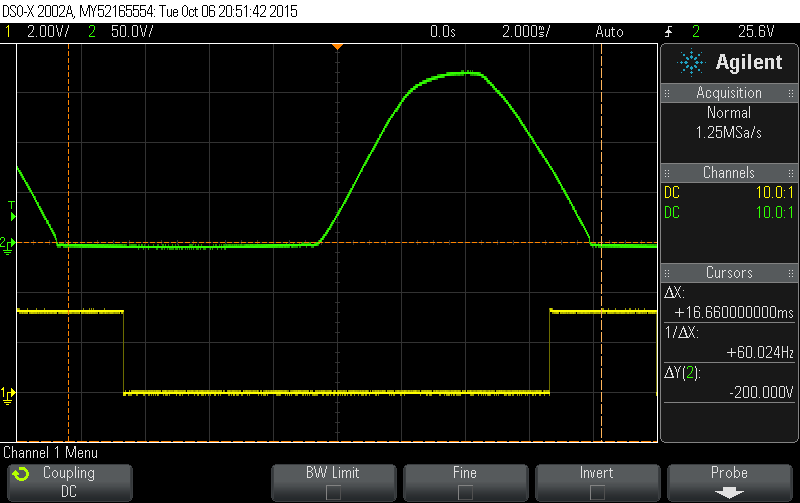 DSO-X 2002A, MY52165554: Tue Oct 06 20:51:42 2015
1 2.00V/ 2 50.0V/ 0.0s 2.000ms/ Auto 2 25.6V
Agilent
Acquisition
Normal
1.25MSa/s
Channels
DC 10.0:1
DC 10.0:1
Cursors
ΔX:
+16.660000000ms
1/ΔX:
+60.024Hz
ΔY(2):
-200.000V
T
2
1
Channel 1 Menu
Coupling
DC
BW Limit
Fine
Invert
Probe